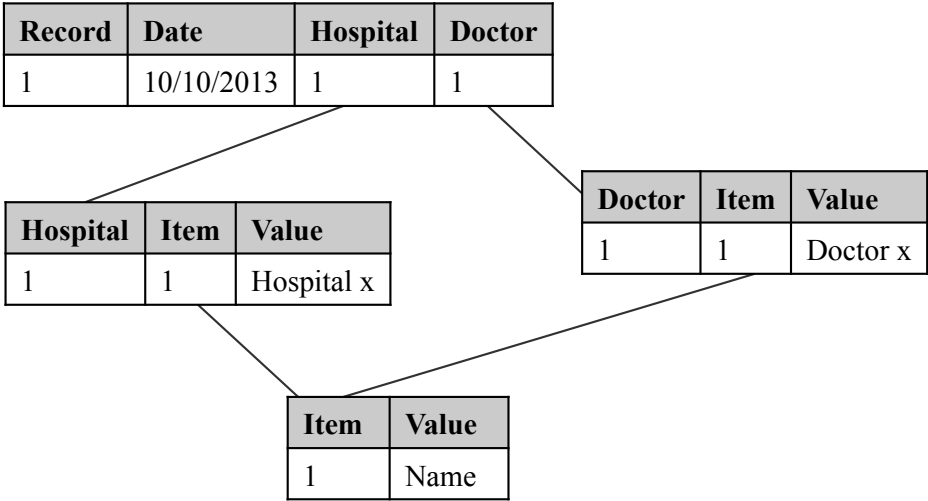 Record Date Hospital Doctor
1 10/10/2013 1 1
Hospital Item Value
1 1 Hospital x
Doctor Item Value
1 1 Doctor x
Item Value
1 Name